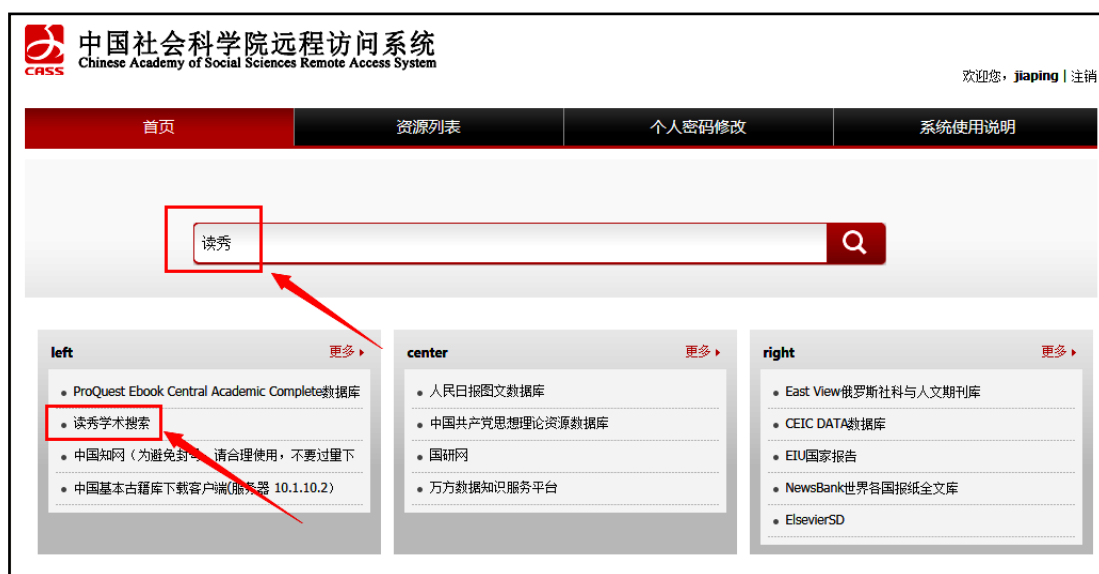 CASS
中国社会科学院远程访问系统
Chinese Academy of Social Sciences Remote Access System
欢迎您，jiaping | 注销
首页 资源列表 个人密码修改 系统使用说明
读秀
left 更多
ProQuest Ebook Central Academic Complete数据库
读秀学术搜索
中国知网（为避免封号，请合理使用，不要过量下
中国基本古籍库下载客户端(服务器 10.1.10.2）
center 更多
人民日报图文数据库
中国共产党思想理论资源数据库
国研网
万方数据知识服务平台
right 更多
East View俄罗斯社科与人文期刊库
CEIC DATA数据库
EIU国家报告
NewsBank世界各国报纸全文库
ElsevierSD